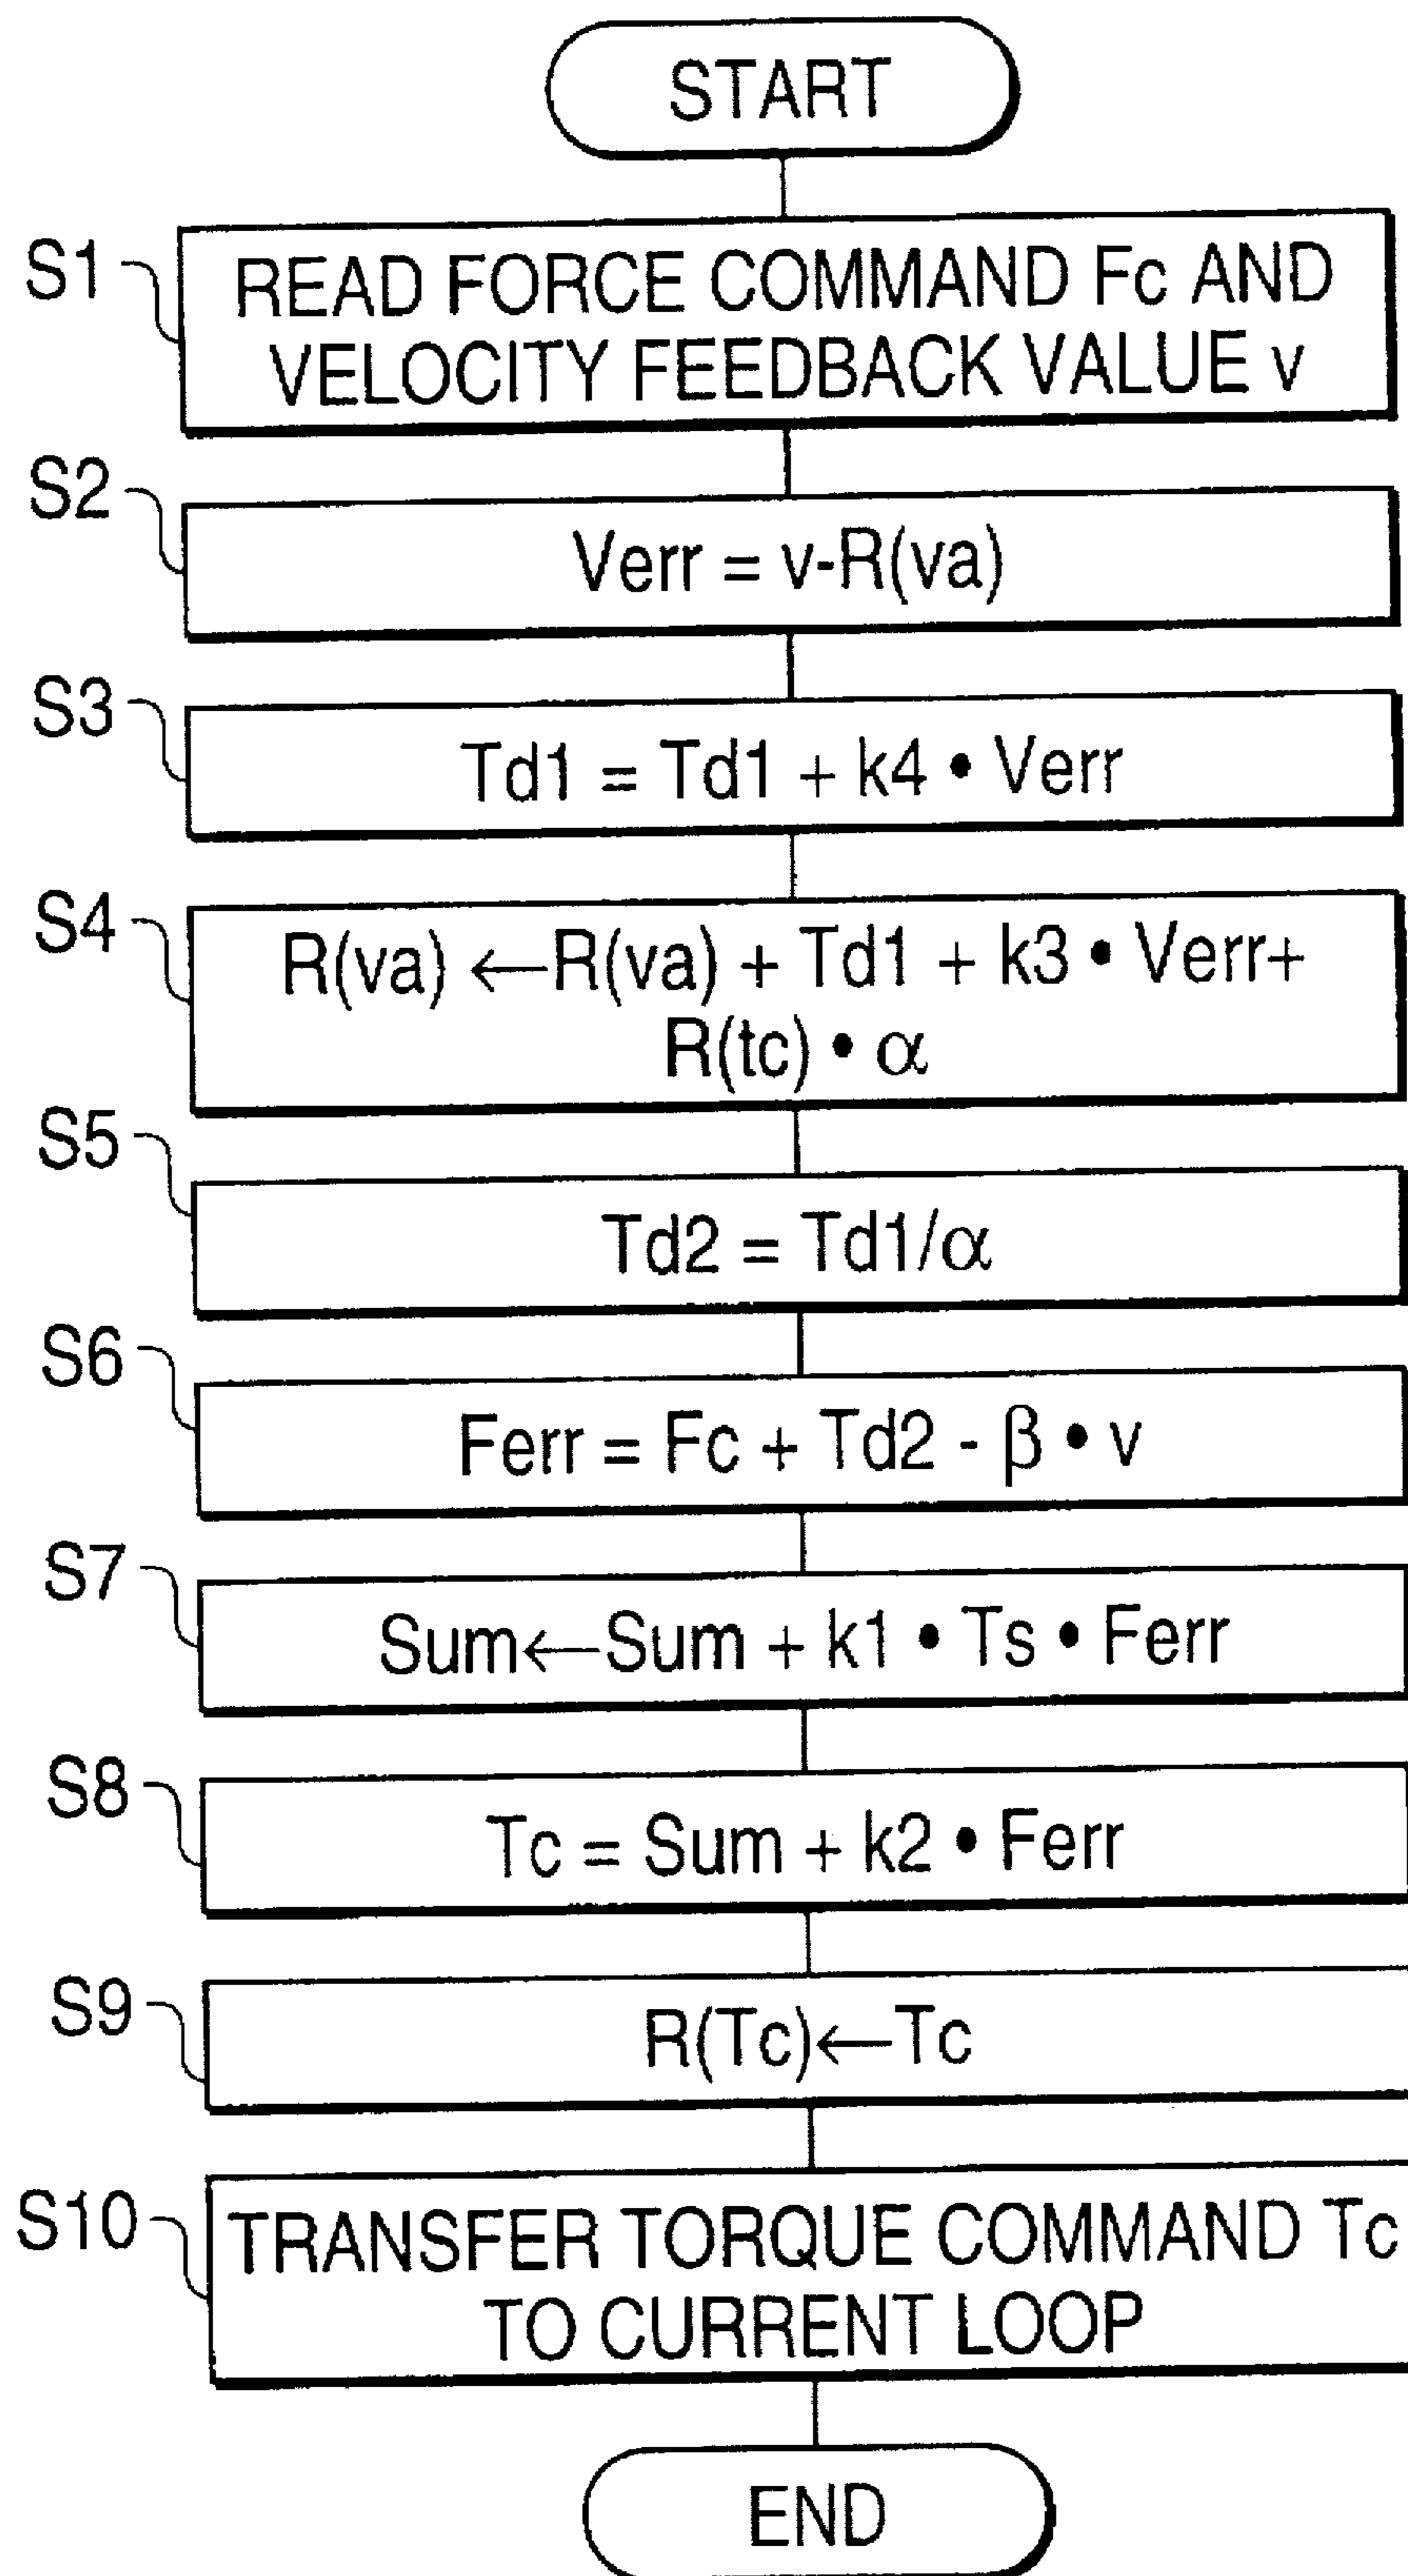 START
S1
READ FORCE COMMAND Fc AND
VELOCITY FEEDBACK VALUE v
S2
Verr = v-R(va)
S3
Td1 = Td1 + k4 • Verr
S4
R(va) ←R(va) + Td1 + k3 • Verr+
R(tc) • α
S5
Td2 = Td1/α
S6
Ferr = Fc + Td2 - β • v
S7
Sum←Sum + k1 • Ts • Ferr
S8
Tc = Sum + k2 • Ferr
S9
R(Tc)←Tc
S10
TRANSFER TORQUE COMMAND Tc
TO CURRENT LOOP
END